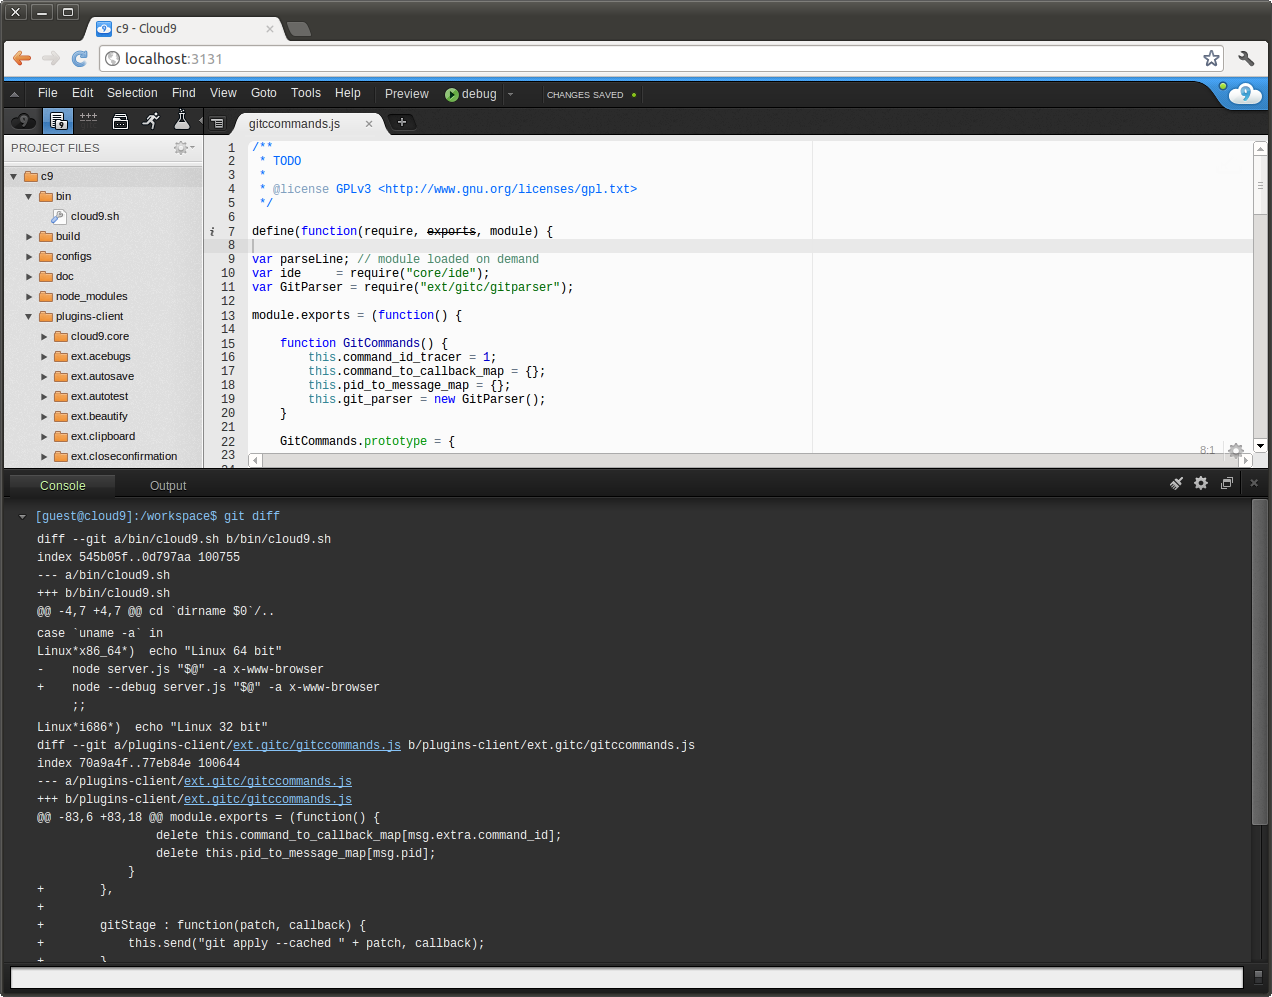 c9 - Cloud9
localhost:3131
File Edit Selection Find View Goto Tools Help Preview debug CHANGES SAVED
gitccommands.js
PROJECT FILES
c9
bin
cloud9.sh
build
configs
doc
node_modules
plugins-client
cloud9.core
ext.acebugs
ext.autosave
ext.autotest
ext.beautify
ext.clipboard
ext.closeconfirmation
1 /**
2  * TODO
3  *
4  * @license GPLv3 <http://www.gnu.org/licenses/gpl.txt>
5  */
6
7 define(function(require, exports, module) {
8
9 var parseLine; // module loaded on demand
10 var ide     = require("core/ide");
11 var GitParser = require("ext/gitc/gitparser");
12
13 module.exports = (function() {
14
15     function GitCommands() {
16         this.command_id_tracer = 1;
17         this.command_to_callback_map = {};
18         this.pid_to_message_map = {};
19         this.git_parser = new GitParser();
20     }
21
22     GitCommands.prototype = {
23
8:1
Console Output
[guest@cloud9]:/workspace$ git diff
diff --git a/bin/cloud9.sh b/bin/cloud9.sh
index 545b05f..0d797aa 100755
--- a/bin/cloud9.sh
+++ b/bin/cloud9.sh
@@ -4,7 +4,7 @@ cd `dirname $0`/..
case `uname -a` in
Linux*x86_64*)  echo "Linux 64 bit"
-    node server.js "$@" -a x-www-browser
+    node --debug server.js "$@" -a x-www-browser
     ;;
Linux*i686*)  echo "Linux 32 bit"
diff --git a/plugins-client/ext.gitc/gitccommands.js b/plugins-client/ext.gitc/gitccommands.js
index 70a9a4f..77eb84e 100644
--- a/plugins-client/ext.gitc/gitccommands.js
+++ b/plugins-client/ext.gitc/gitccommands.js
@@ -83,6 +83,18 @@ module.exports = (function() {
                 delete this.command_to_callback_map[msg.extra.command_id];
                 delete this.pid_to_message_map[msg.pid];
             }
+        },
+
+        gitStage : function(patch, callback) {
+            this.send("git apply --cached " + patch, callback);
+        }